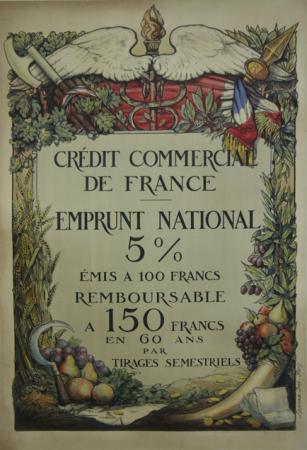 CRÉDIT COMMERCIAL
DE FRANCE
EMPRUNT NATIONAL
5%
ÉMIS A 100 FRANCS
REMBOURSABLE
A 150 FRANCS
EN 60 ANS
PAR
TIRAGES SEMESTRIELS